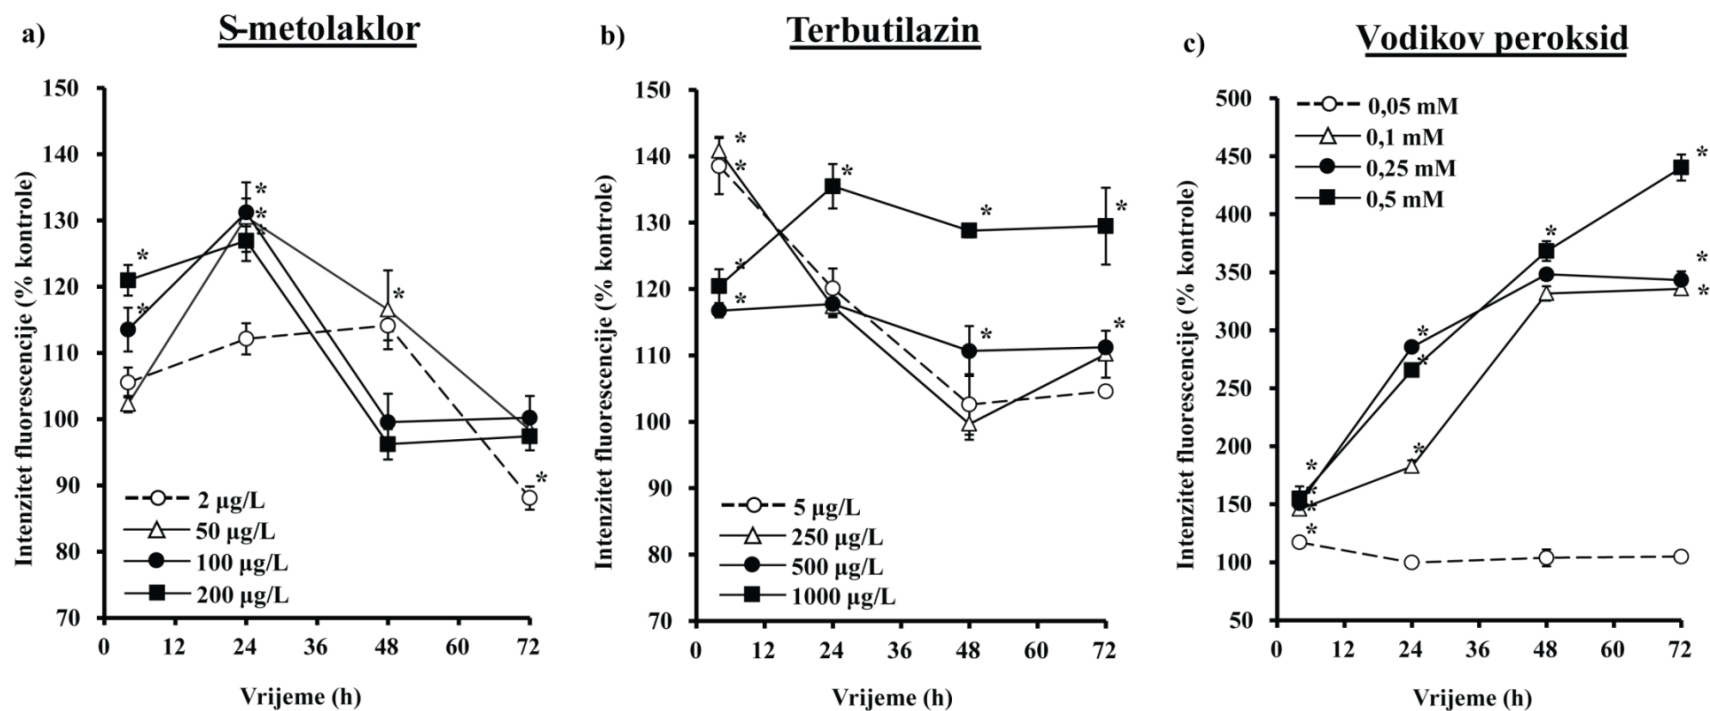 a)
S-metolaklor
Intenzitet fluorescencije (% kontrole)
150
140
130
120
110
100
90
80
70
* * * * * * *
2 µg/L
50 µg/L
100 µg/L
200 µg/L
0 12 24 36 48 60 72
Vrijeme (h)
b)
Terbutilazin
Intenzitet fluorescencije (% kontrole)
150
140
130
120
110
100
90
80
70
* * * * * * * * *
5 µg/L
250 µg/L
500 µg/L
1000 µg/L
0 12 24 36 48 60 72
Vrijeme (h)
c)
Vodikov peroksid
Intenzitet fluorescencije (% kontrole)
500
450
400
350
300
250
200
150
100
50
0,05 mM
0,1 mM
0,25 mM
0,5 mM
* * * * * * * * * * *
0 12 24 36 48 60 72
Vrijeme (h)